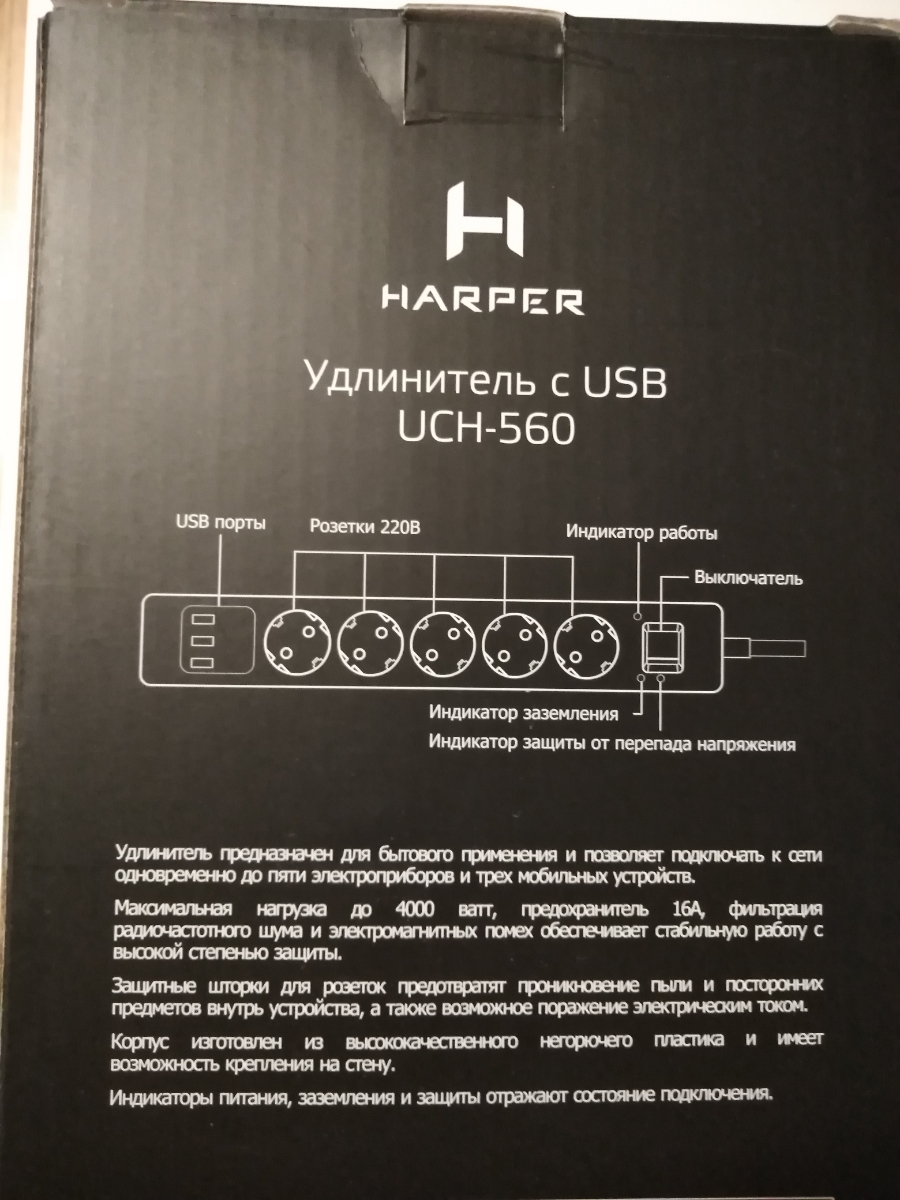 HARPER
Удлинитель с USB
UCH-560
USB порты
Розетки 220В
Индикатор работы
Выключатель
Индикатор заземления
Индикатор защиты от перепада напряжения
Удлинитель предназначен для бытового применения и позволяет подключать к сети
одновременно до пяти электроприборов и трех мобильных устройств.
Максимальная нагрузка до 4000 ватт, предохранитель 16А, фильтрация
радиочастотного шума и электромагнитных помех обеспечивает стабильную работу с
высокой степенью защиты.
Защитные шторки для розеток предотвратят проникновение пыли и посторонних
предметов внутрь устройства, а также возможное поражение электрическим током.
Корпус изготовлен из высококачественного негорючего пластика и имеет
возможность крепления на стену.
Индикаторы питания, заземления и защиты отражают состояние подключения.